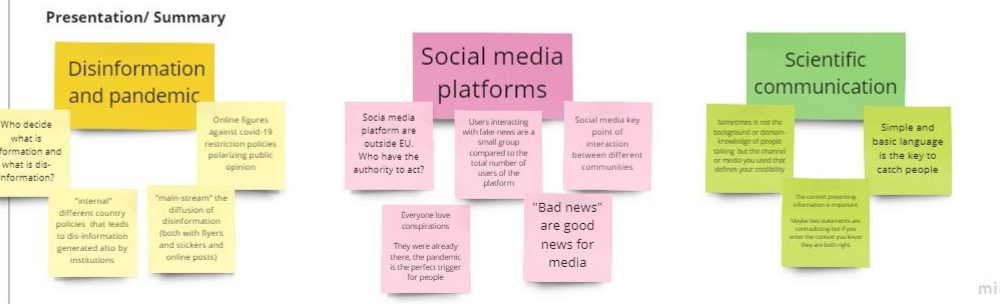 Presentation/ Summary
Disinformation
and pandemic
Who decide
what is
formation and
what is dis-
nformation?
Online figures
against covid-19
restriction policies
polarizing public
opinion
"internal"
different country
policies that leads
to dis-information
generated also by
institutions
"main-stream" the
diffusion of
disinformation
(both with flyers
and stickers and
online posts)
Social media
platforms
Socia media
platform are
outside EU.
Who have the
authority to act?
Users interacting
with fake-news are a
small group
compared to the
total number of
users of the
platform
Social media key
point of
interaction
between different
communities
Everyone love
conspirations
They were already
there, the pandemic
is the perfect trigger
for people
"Bad news"
are good
news for
media
Scientific
communication
Sometimes is not the
background or domain-
knowledge of people
talking but the channel
or media you used that
defines your credibility
Simple and
basic language
is the key to
catch people
The context presenting
information is important
Maybe two statements are
contradicting but if you
enter the context you know
they are both right
mi